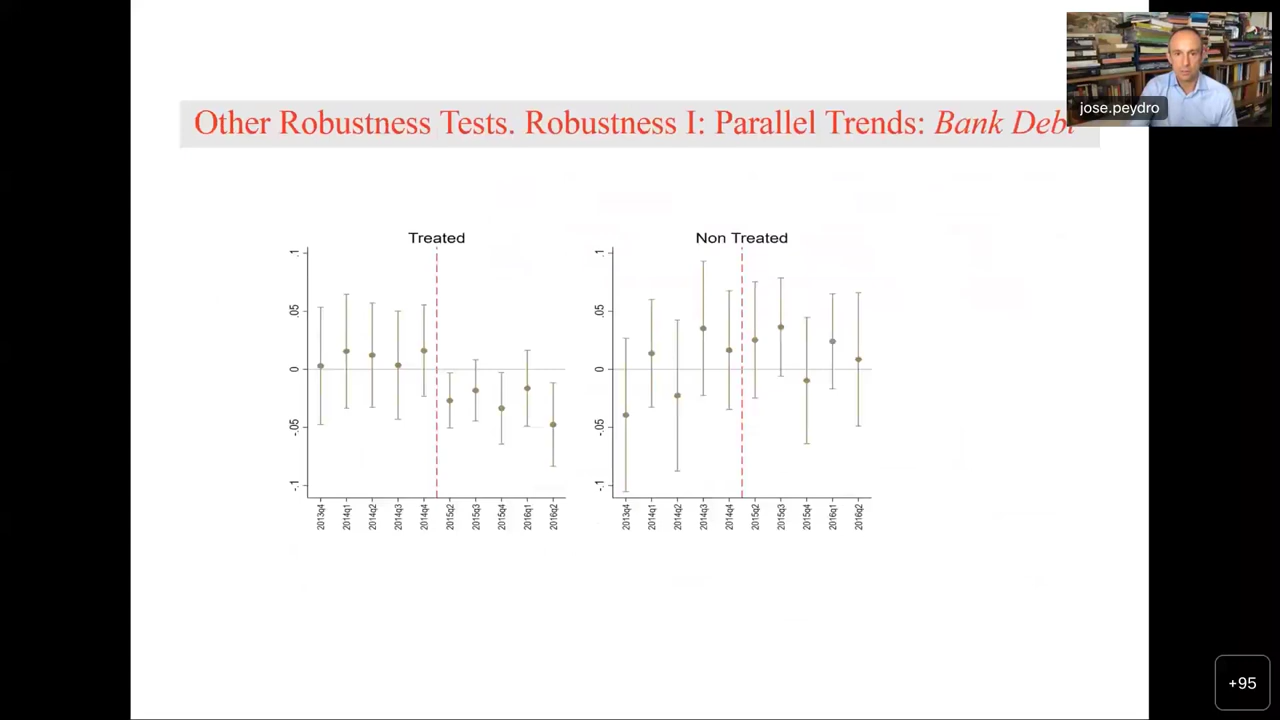 jose.peydro
Other Robustness Tests. Robustness I: Parallel Trends: Bank Debt
Treated
.1
.05
0
-.05
-.1
2013q4
2014q1
2014q2
2014q3
2014q4
2015q2
2015q3
2015q4
2016q1
2016q2
Non Treated
.1
.05
0
-.05
-.1
2013q4
2014q1
2014q2
2014q3
2014q4
2015q2
2015q3
2015q4
2016q1
2016q2
+95